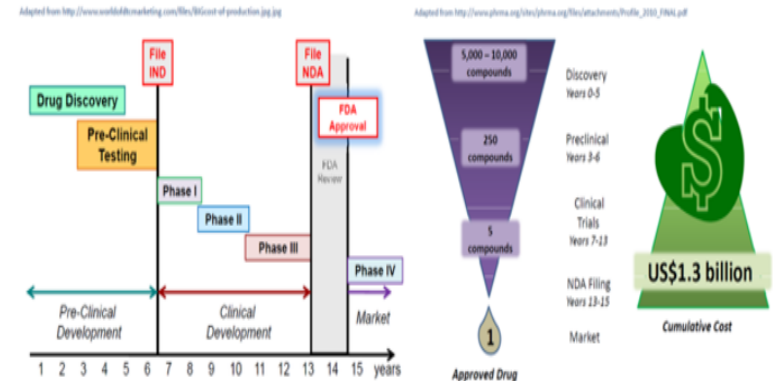 Adapted from http://www.worldofdtcmarketing.com/files/BIGcost-of-production.jpg.jpg
File
IND
File
NDA
Drug Discovery
FDA
Approval
Pre-Clinical
Testing
FDA
Review
Phase I
Phase II
Phase III
Phase IV
Pre-Clinical
Development
Clinical
Development
Market
1 2 3 4 5 6 7 8 9 10 11 12 13 14 15 years
Adapted from http://www.phrma.org/sites/phrma.org/files/attachments/Profile_2010_FINAL.pdf
5,000 – 10,000
compounds
Discovery
Years 0-5
250
compounds
Preclinical
Years 3-6
Clinical
Trials
Years 7-13
5
compounds
NDA Filing
Years 13-15
1
Market
Approved Drug
$
US$1.3 billion
Cumulative Cost